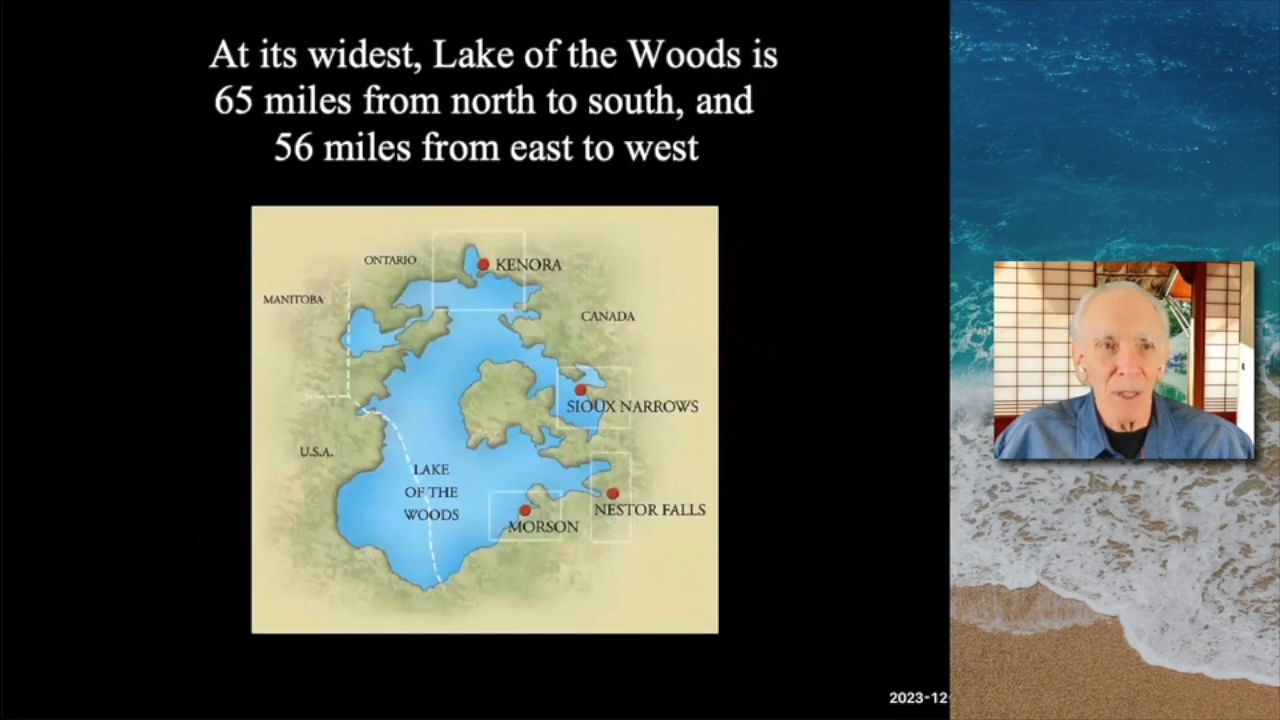 At its widest, Lake of the Woods is
65 miles from north to south, and
56 miles from east to west
ONTARIO
KENORA
MANITOBA
CANADA
SIOUX NARROWS
U.S.A.
LAKE
OF THE
WOODS
NESTOR FALLS
MORSON
2023-12-